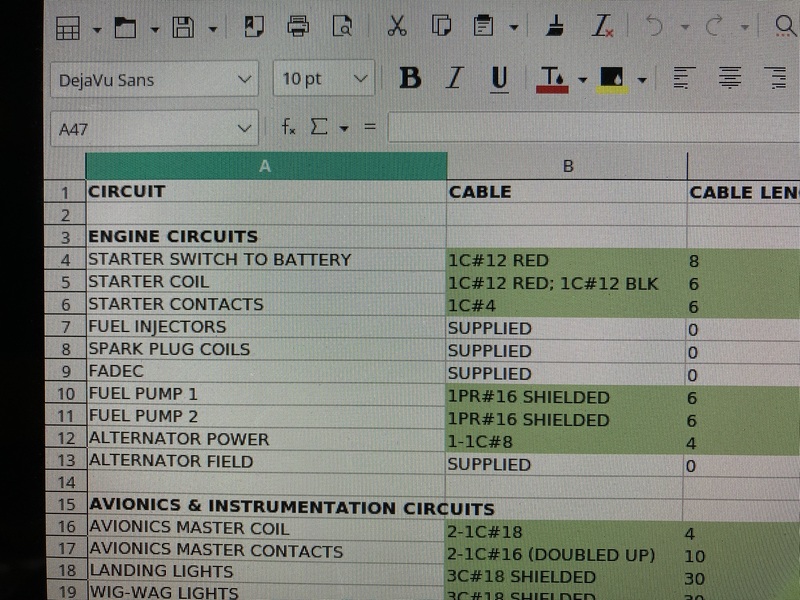 DejaVu Sans 10 pt B I U T
A47 fx Σ =
A B
1 CIRCUIT CABLE CABLE LEN
2
3 ENGINE CIRCUITS
4 STARTER SWITCH TO BATTERY 1C#12 RED 8
5 STARTER COIL 1C#12 RED; 1C#12 BLK 6
6 STARTER CONTACTS 1C#4 6
7 FUEL INJECTORS SUPPLIED 0
8 SPARK PLUG COILS SUPPLIED 0
9 FADEC SUPPLIED 0
10 FUEL PUMP 1 1PR#16 SHIELDED 6
11 FUEL PUMP 2 1PR#16 SHIELDED 6
12 ALTERNATOR POWER 1-1C#8 4
13 ALTERNATOR FIELD SUPPLIED 0
14
15 AVIONICS & INSTRUMENTATION CIRCUITS
16 AVIONICS MASTER COIL 2-1C#18 4
17 AVIONICS MASTER CONTACTS 2-1C#16 (DOUBLED UP) 10
18 LANDING LIGHTS 3C#18 SHIELDED 30
19 WIG-WAG LIGHTS 3C#18 SHIELDED 30